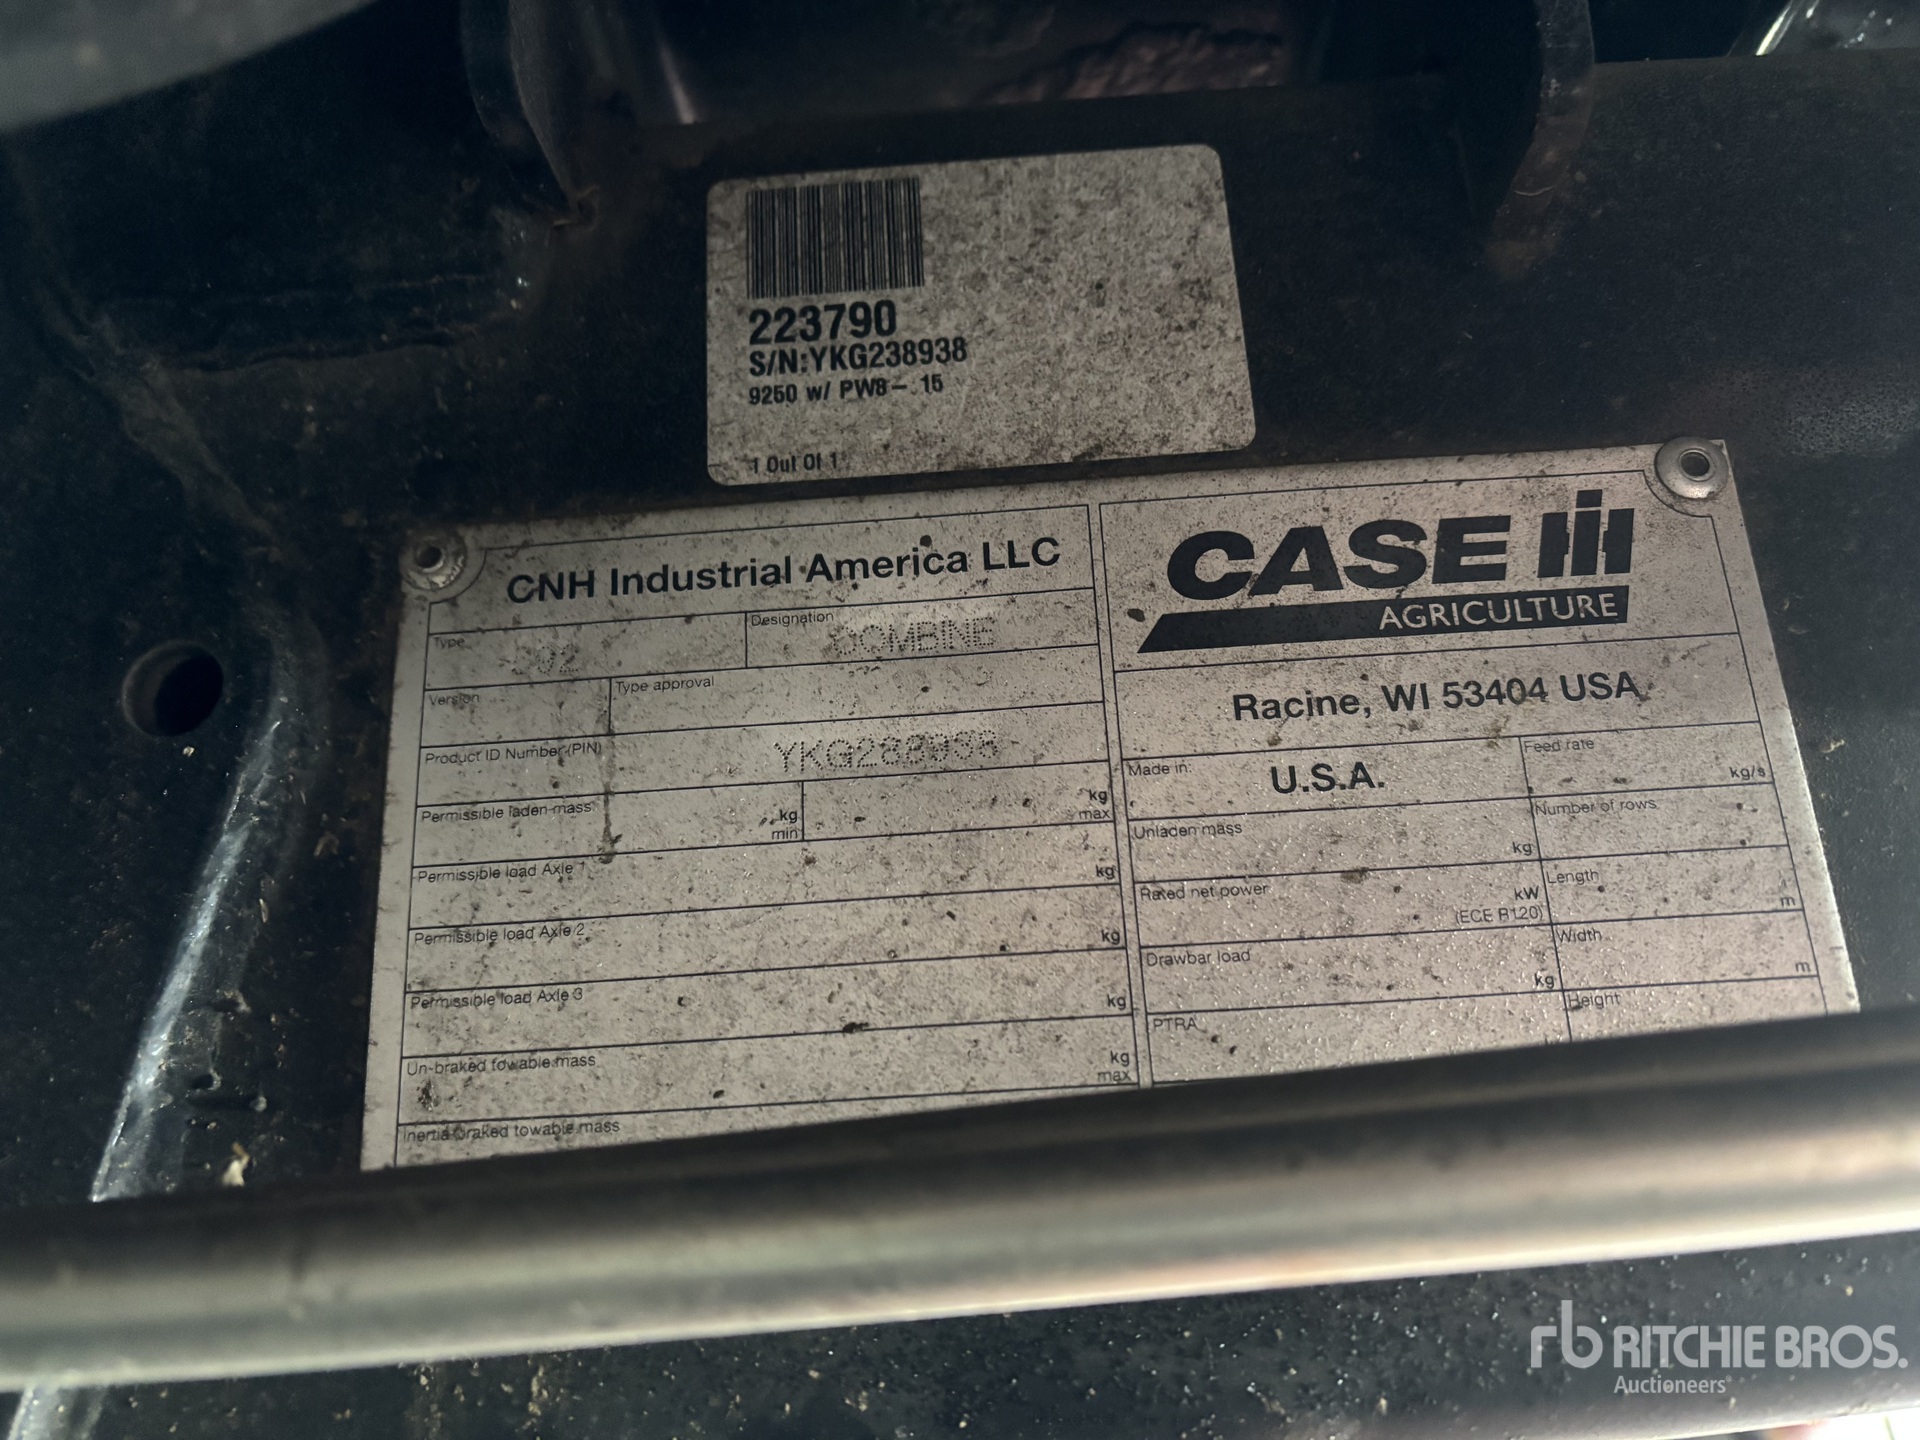 223790
S/N:YKG238938
9250 w/ PW8- .15
1 Out Of 1
CNH Industrial America LLC
Type
Designation
COMBINE
Version
Type approval
Product ID Number (PIN)
Permissible laden mass
kg
min
kg
max
Permissible load Axle 1
kg
Permissible load Axle 2
kg
Permissible load Axle 3
kg
Un-braked towable mass
kg
max
Inertia braked towable mass
CASE IH
AGRICULTURE
Racine, WI 53404 USA
Made in:
U.S.A.
Feed rate
kg/s
Unladen mass
kg
Number of rows
Rated net power
kW
(ECE R120)
Length
m
Drawbar load
kg
Width
m
PTRA
Height
rb RITCHIE BROS.
Auctioneers